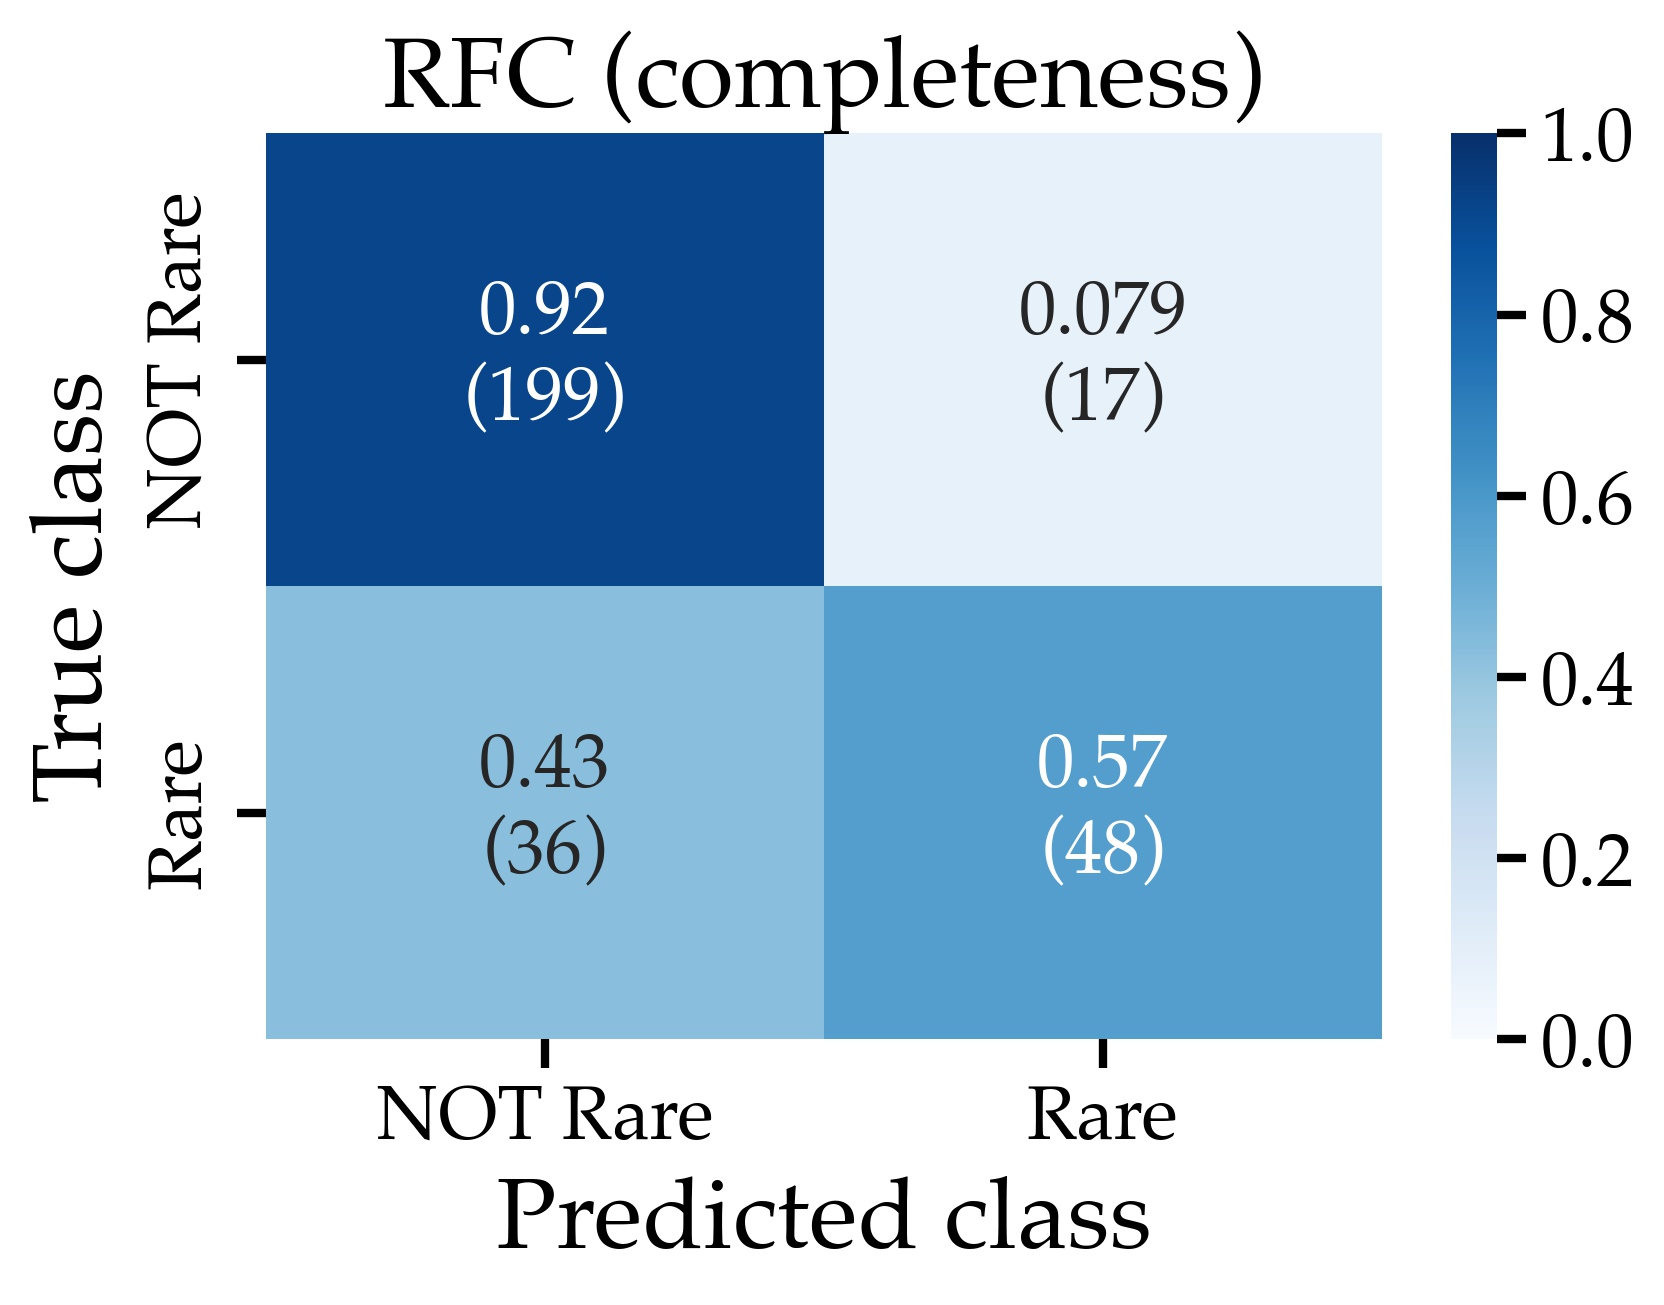 RFC (completeness)
True class
NOT Rare
Rare
0.92
(199)
0.079
(17)
0.43
(36)
0.57
(48)
NOT Rare
Rare
Predicted class
1.0
0.8
0.6
0.4
0.2
0.0